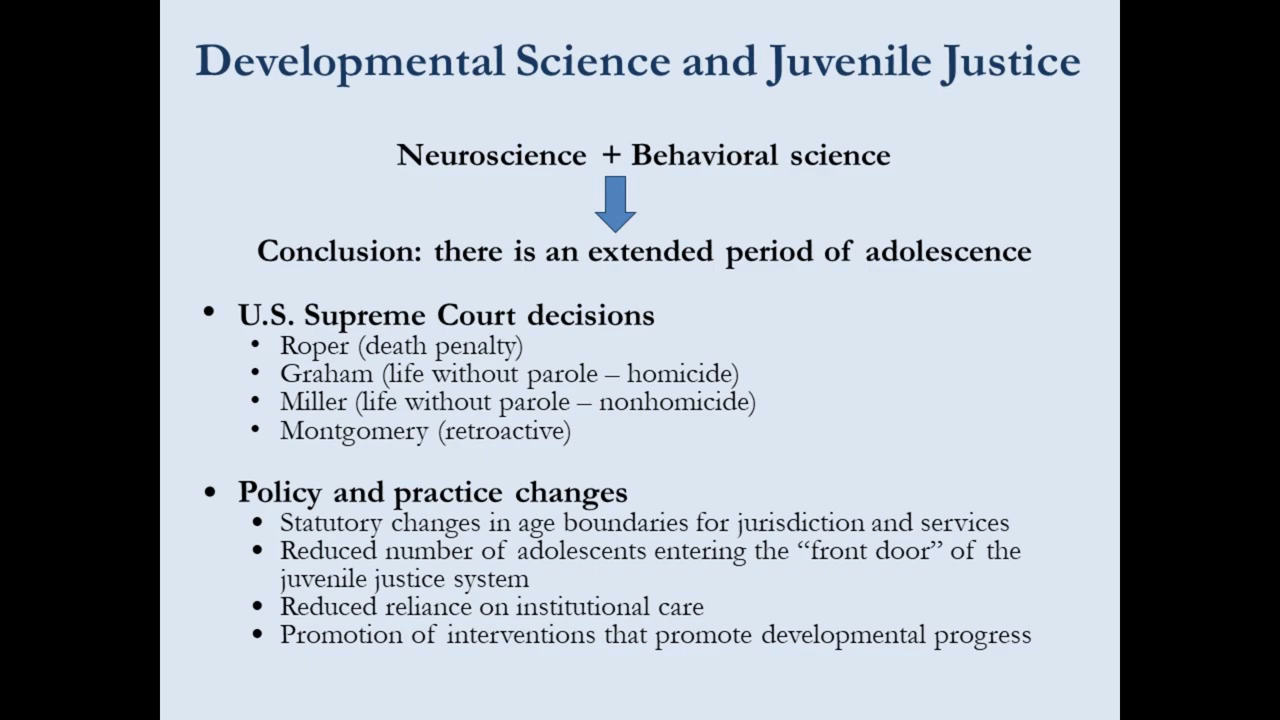 Developmental Science and Juvenile Justice
Neuroscience + Behavioral science
Conclusion: there is an extended period of adolescence
• U.S. Supreme Court decisions
• Roper (death penalty)
• Graham (life without parole – homicide)
• Miller (life without parole – nonhomicide)
• Montgomery (retroactive)
• Policy and practice changes
• Statutory changes in age boundaries for jurisdiction and services
• Reduced number of adolescents entering the “front door” of the
juvenile justice system
• Reduced reliance on institutional care
• Promotion of interventions that promote developmental progress